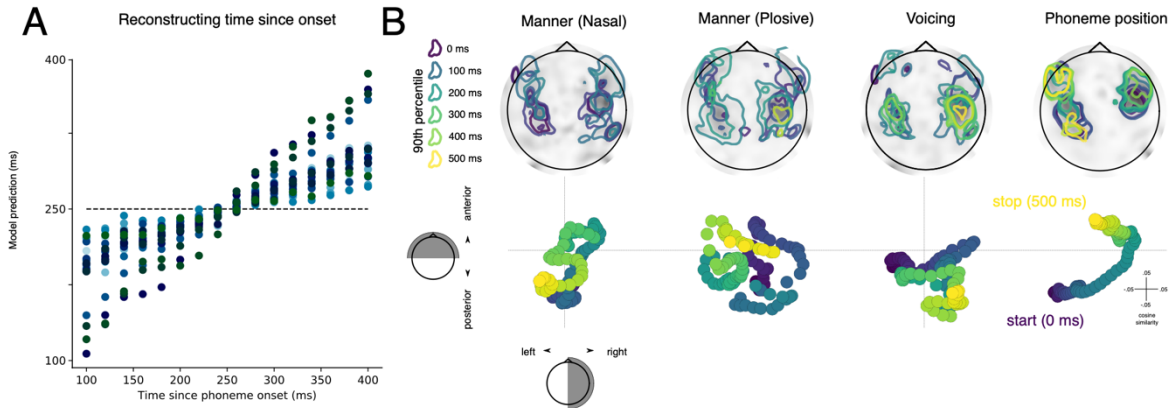 A
Reconstructing time since onset
400
250
100
Model prediction (ms)
100
150
200
250
300
350
400
Time since phoneme onset (ms)
B
Manner (Nasal)
Manner (Plosive)
Voicing
Phoneme position
90th percentile
0 ms
100 ms
200 ms
300 ms
400 ms
500 ms
anterior
posterior
left
right
stop (500 ms)
start (0 ms)
.05
-.05
.05
-.05
cosine
similarity